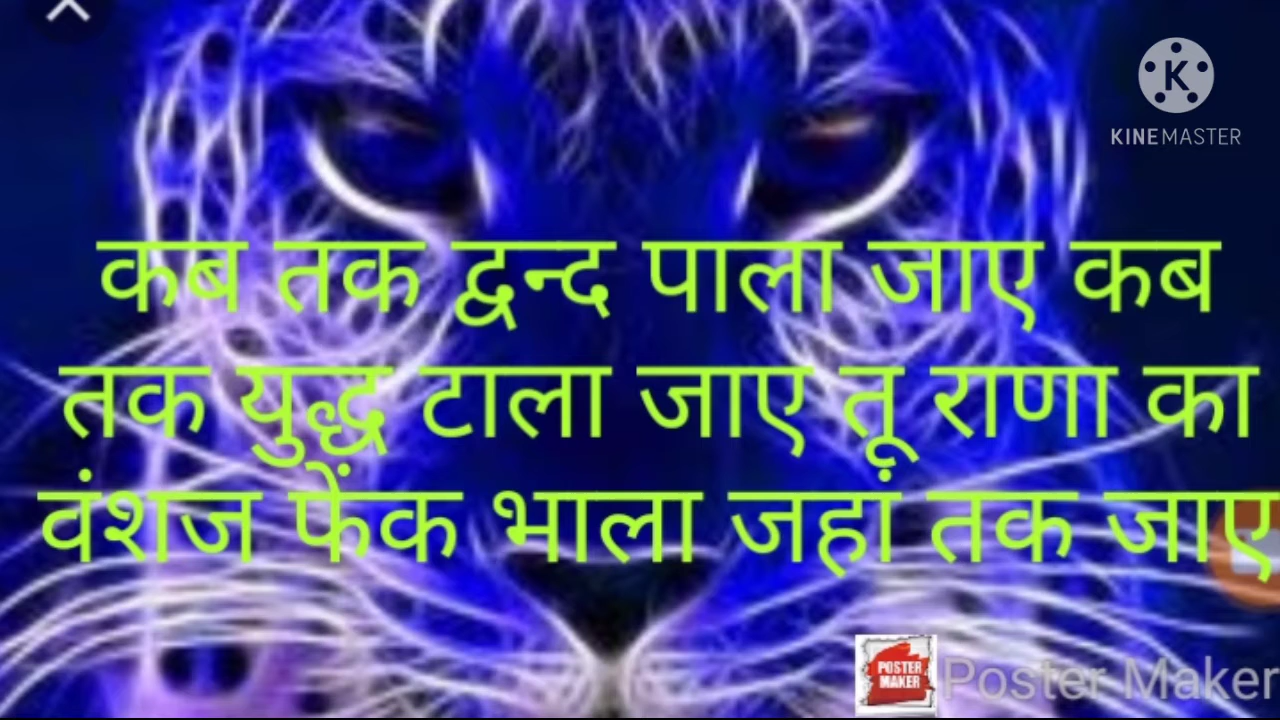 KINEMASTER
कब तक द्वन्द पाला जाए कब
तक युद्ध टाला जाए तू राणा का
वंशज फेंक भाला जहां तक जाए
POSTER
MAKER
Poster Maker